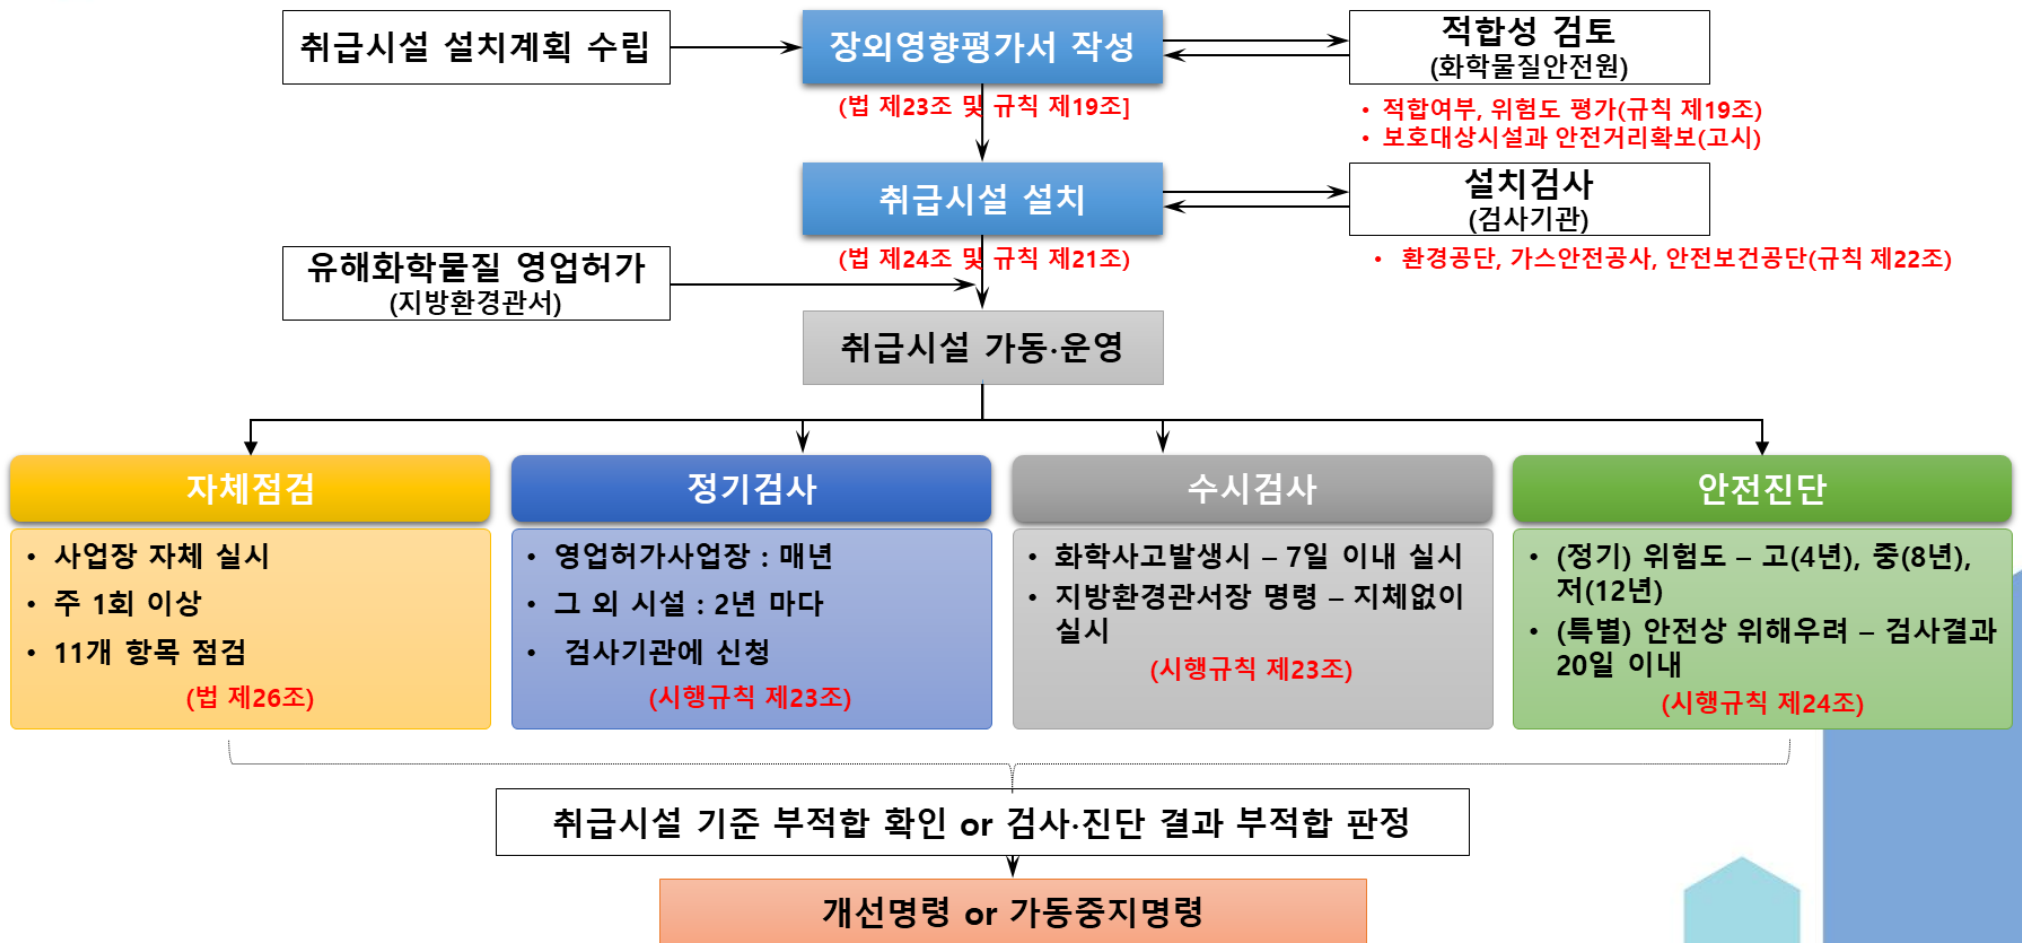 취급시설 설치계획 수립
장외영향평가서 작성
적합성 검토
(화학물질안전원)
(법 제23조 및 규칙 제19조]
• 적합여부, 위험도 평가(규칙 제19조)
• 보호대상시설과 안전거리확보(고시)
취급시설 설치
설치검사
(검사기관)
(법 제24조 및 규칙 제21조)
• 환경공단, 가스안전공사, 안전보건공단(규칙 제22조)
유해화학물질 영업허가
(지방환경관서)
취급시설 가동·운영
자체점검
• 사업장 자체 실시
• 주 1회 이상
• 11개 항목 점검
(법 제26조)
정기검사
• 영업허가사업장 : 매년
• 그 외 시설 : 2년 마다
• 검사기관에 신청
(시행규칙 제23조)
수시검사
• 화학사고발생시 – 7일 이내 실시
• 지방환경관서장 명령 – 지체없이
실시
(시행규칙 제23조)
안전진단
• (정기) 위험도 – 고(4년), 중(8년),
저(12년)
• (특별) 안전상 위해우려 – 검사결과
20일 이내
(시행규칙 제24조)
취급시설 기준 부적합 확인 or 검사·진단 결과 부적합 판정
개선명령 or 가동중지명령